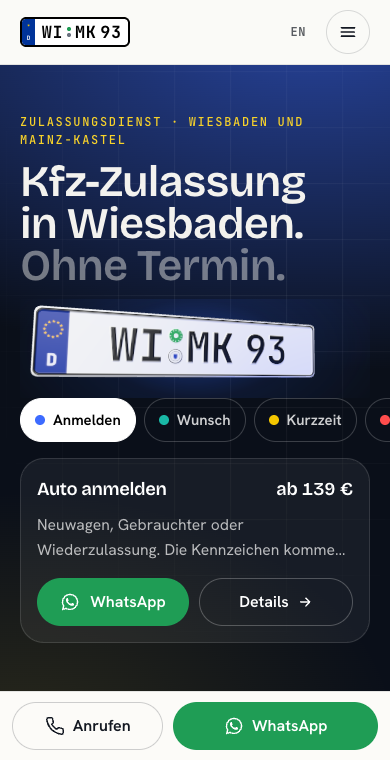 D WI MK 93
EN
ZULASSUNGSDIENST · WIESBADEN UND
MAINZ-KASTEL
Kfz-Zulassung
in Wiesbaden.
Ohne Termin.
D WI MK 93
Anmelden
Wunsch
Kurzzeit
Auto anmelden
ab 139 €
Neuwagen, Gebrauchter oder
Wiederzulassung. Die Kennzeichen komme…
WhatsApp
Details →
Anrufen
WhatsApp